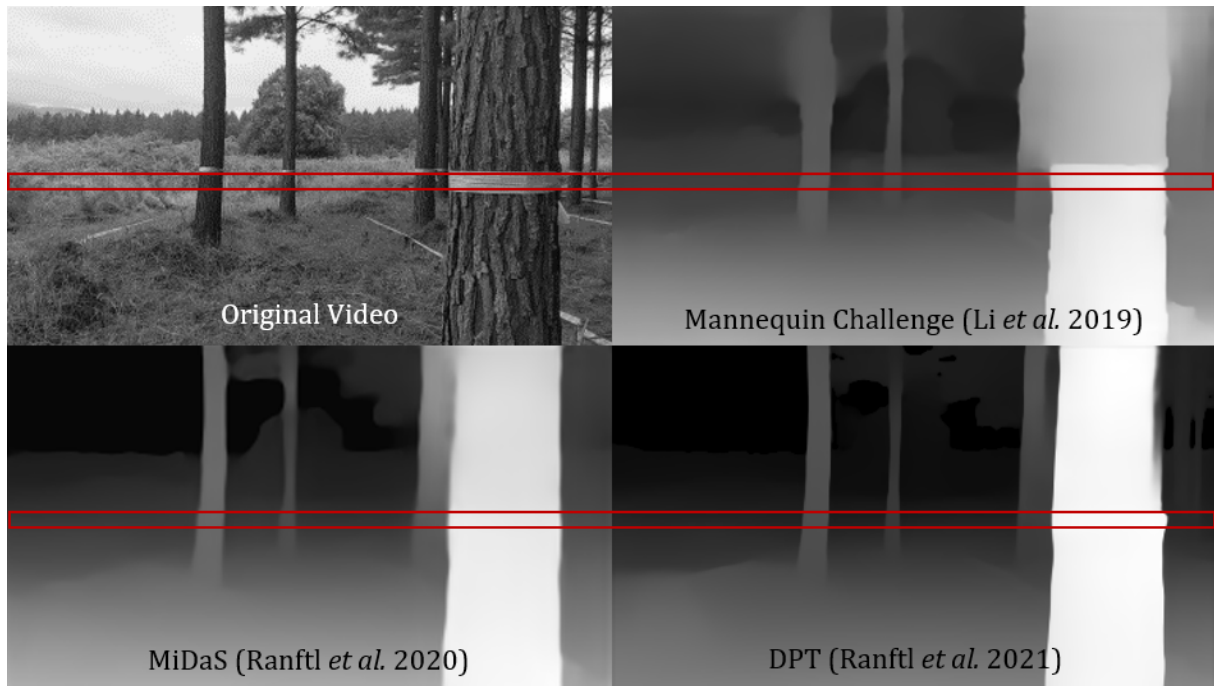 Original Video
Mannequin Challenge (Li et al. 2019)
MiDaS (Ranftl et al. 2020)
DPT (Ranftl et al. 2021)